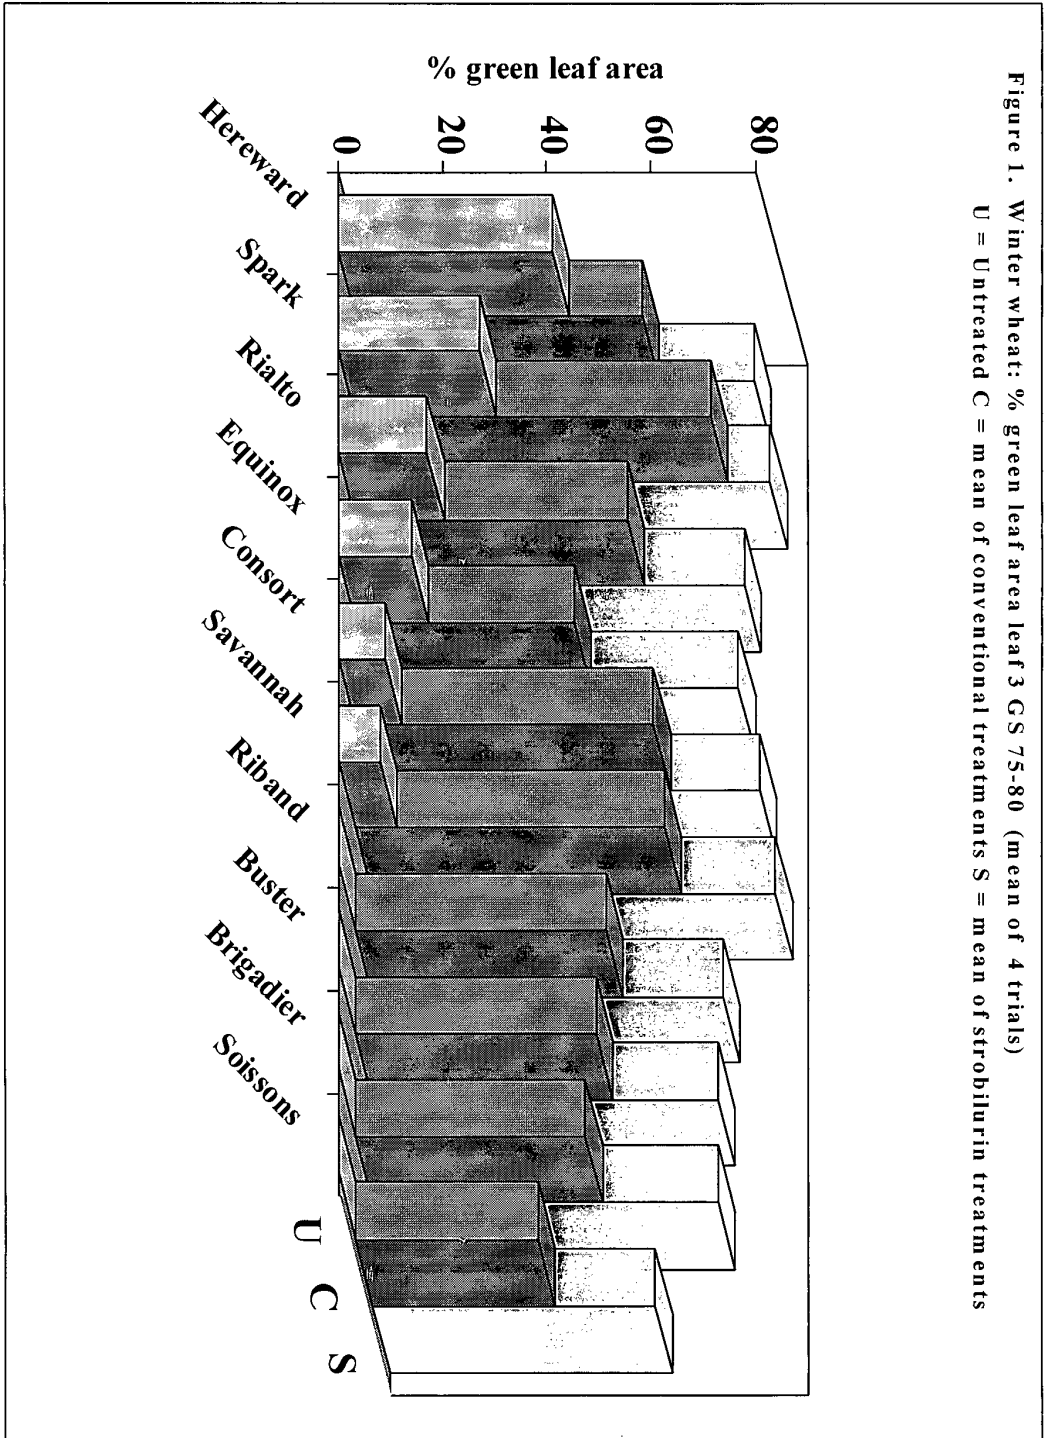 Figure 1. Winter wheat: % green leaf area leaf 3 GS 75-80 (mean of 4 trials)
U = Untreated C = mean of conventional treatments S = mean of strobilurin treatments
% green leaf area
80
60
40
20
0
Hereward
Spark
Rialto
Equinox
Consort
Savannah
Riband
Buster
Brigadier
Soissons
U
C
S